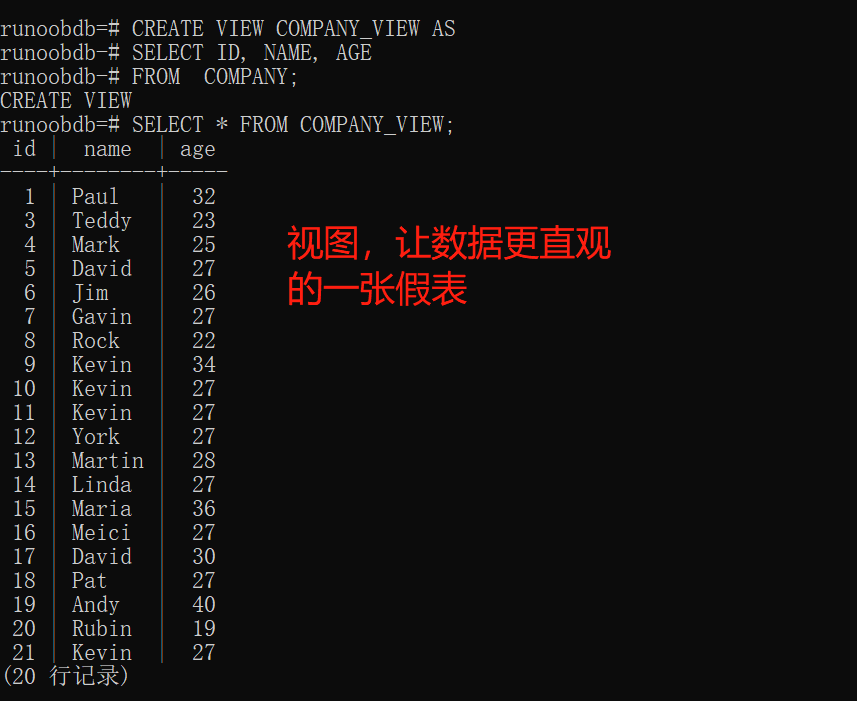 runoobdb=# CREATE VIEW COMPANY_VIEW AS
runoobdb-# SELECT ID, NAME, AGE
runoobdb-# FROM  COMPANY;
CREATE VIEW
runoobdb=# SELECT * FROM COMPANY_VIEW;
 id |  name  | age
----+--------+-----
  1 | Paul   |  32
  3 | Teddy  |  23
  4 | Mark   |  25
  5 | David  |  27
  6 | Jim    |  26
  7 | Gavin  |  27
  8 | Rock   |  22
  9 | Kevin  |  34
 10 | Kevin  |  27
 11 | Kevin  |  27
 12 | York   |  27
 13 | Martin |  28
 14 | Linda  |  27
 15 | Maria  |  36
 16 | Meici  |  27
 17 | David  |  30
 18 | Pat    |  27
 19 | Andy   |  40
 20 | Rubin  |  19
 21 | Kevin  |  27
(20 行记录)
视图，让数据更直观
的一张假表